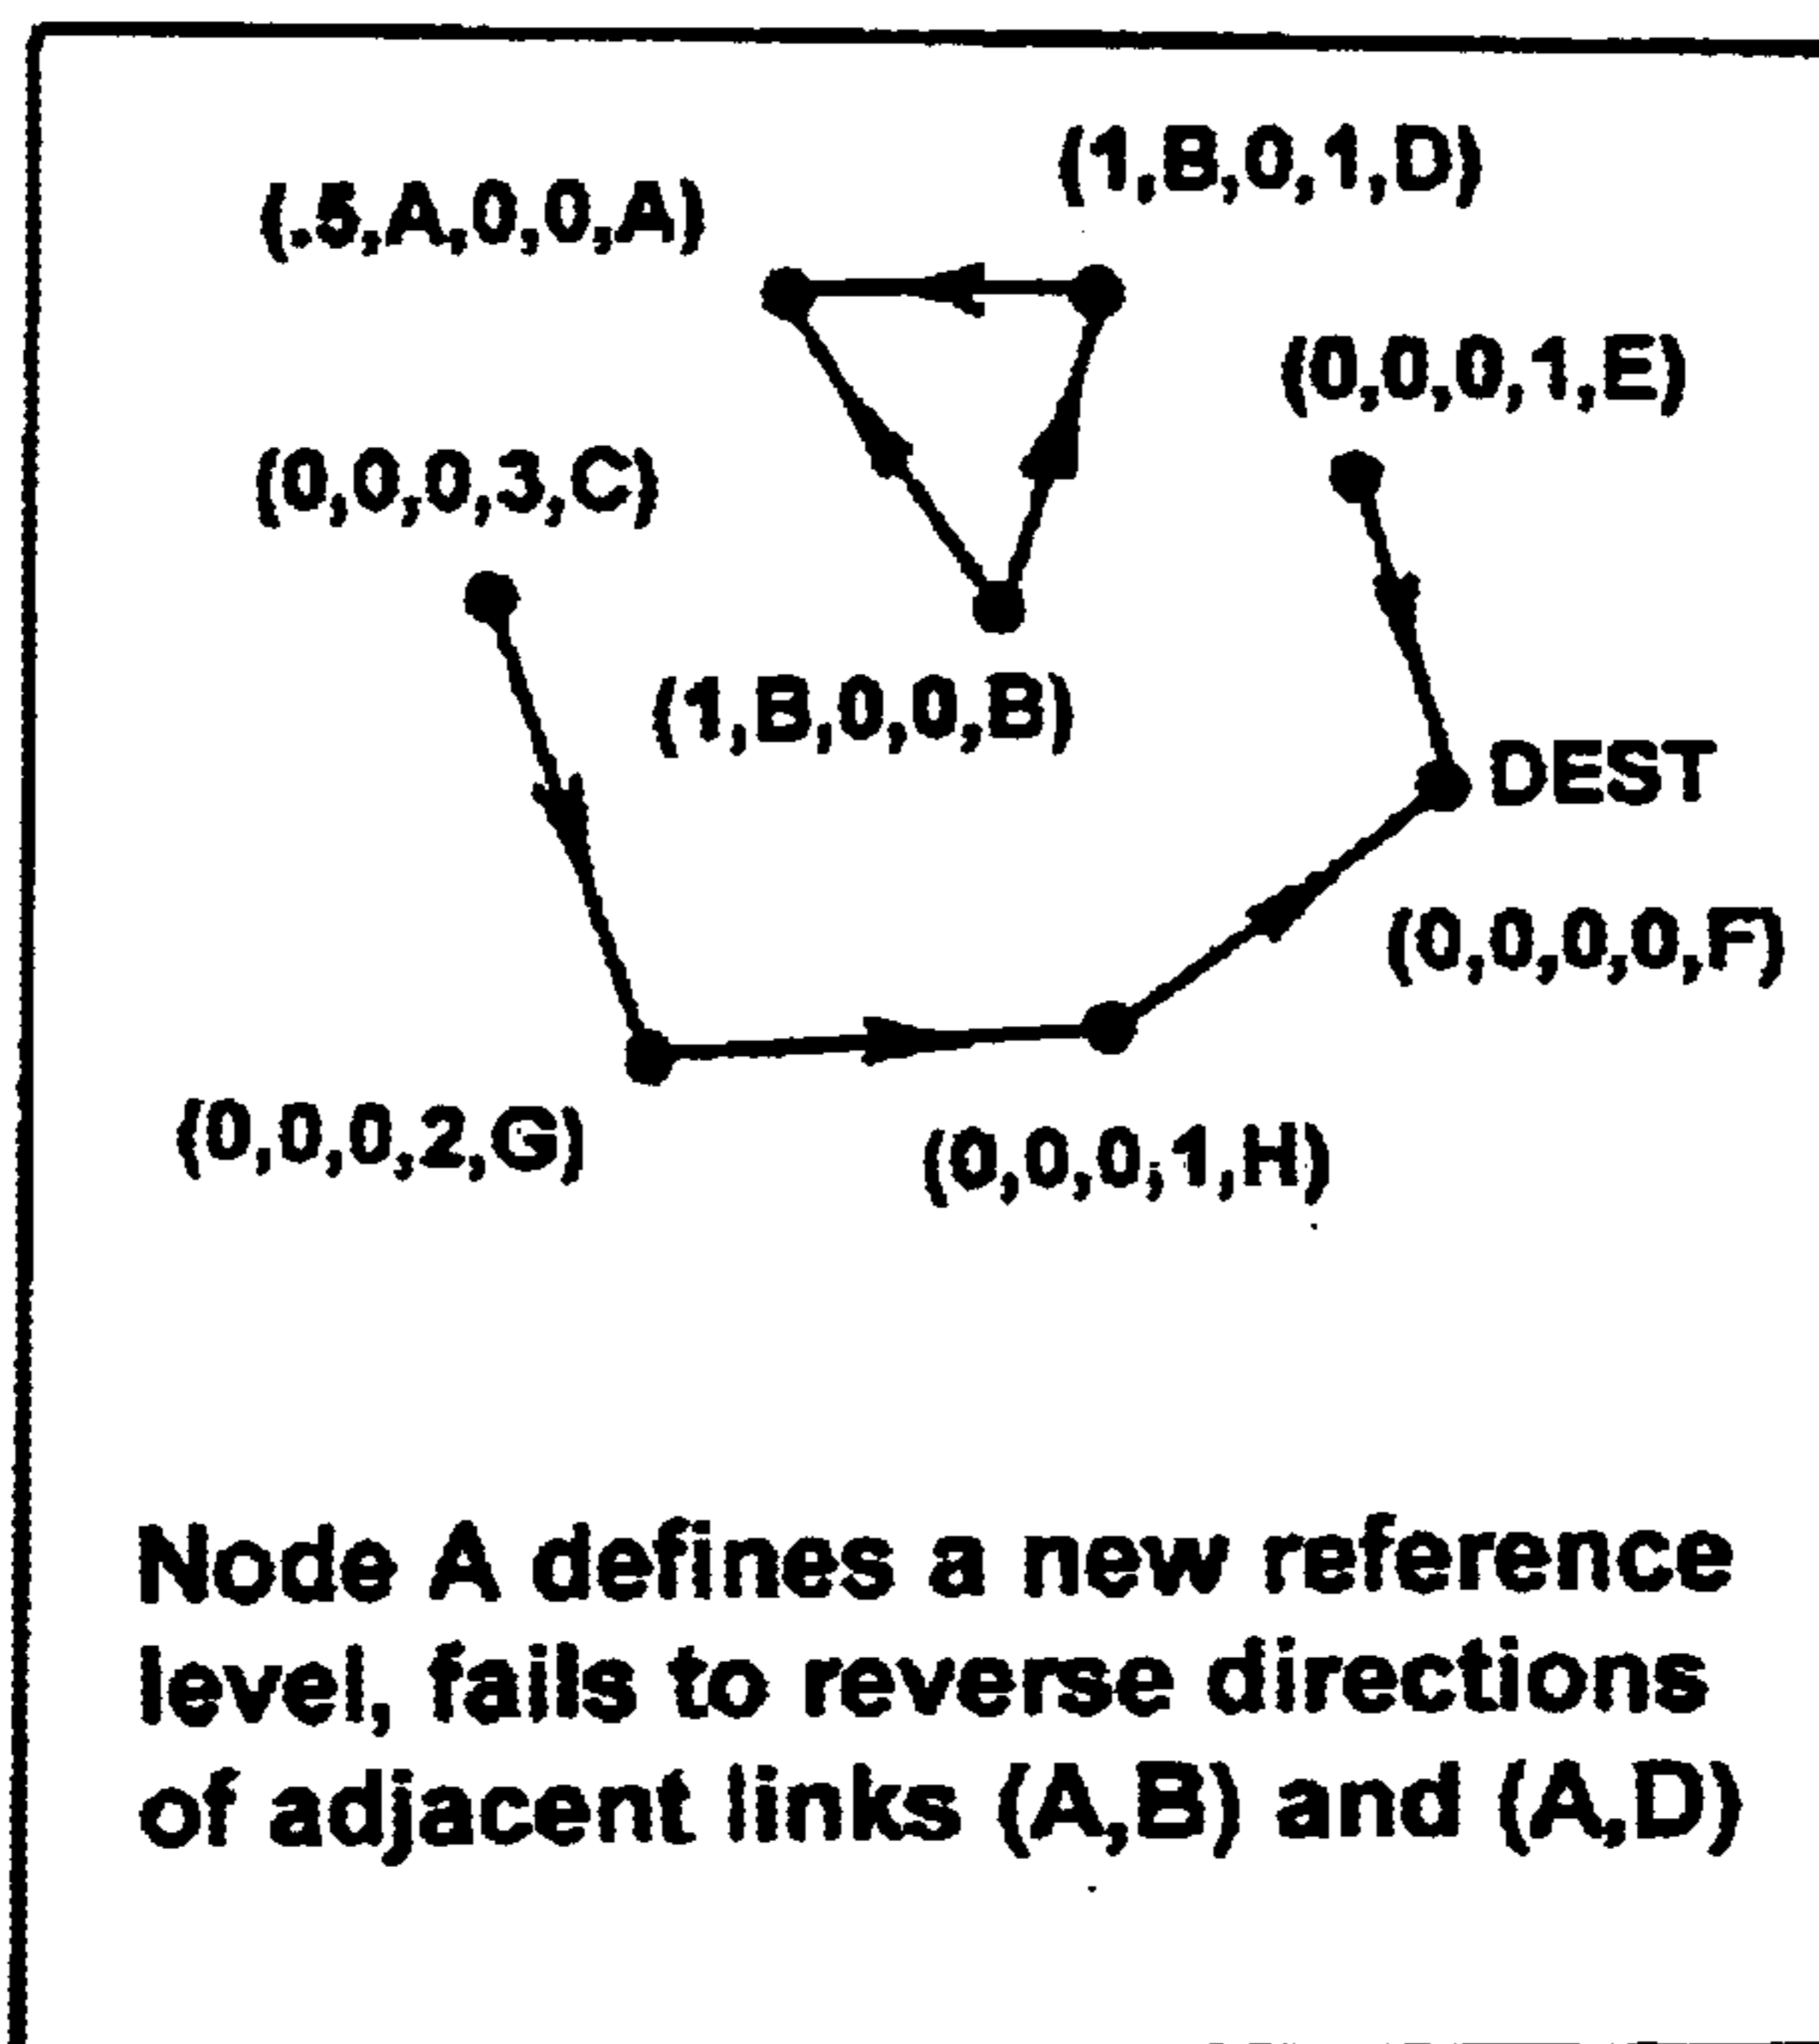 (1,B,0,1,D)
(.5,A,0,0,A)
(0,0,0,1,E)
(0,0,0,3,C)
(1,B,0,0,B)
DEST
(0,0,0,0,F)
(0,0,0,2,G)
(0,0,0,1,H)
Node A defines a new reference
level, fails to reverse directions
of adjacent links (A,B) and (A,D)